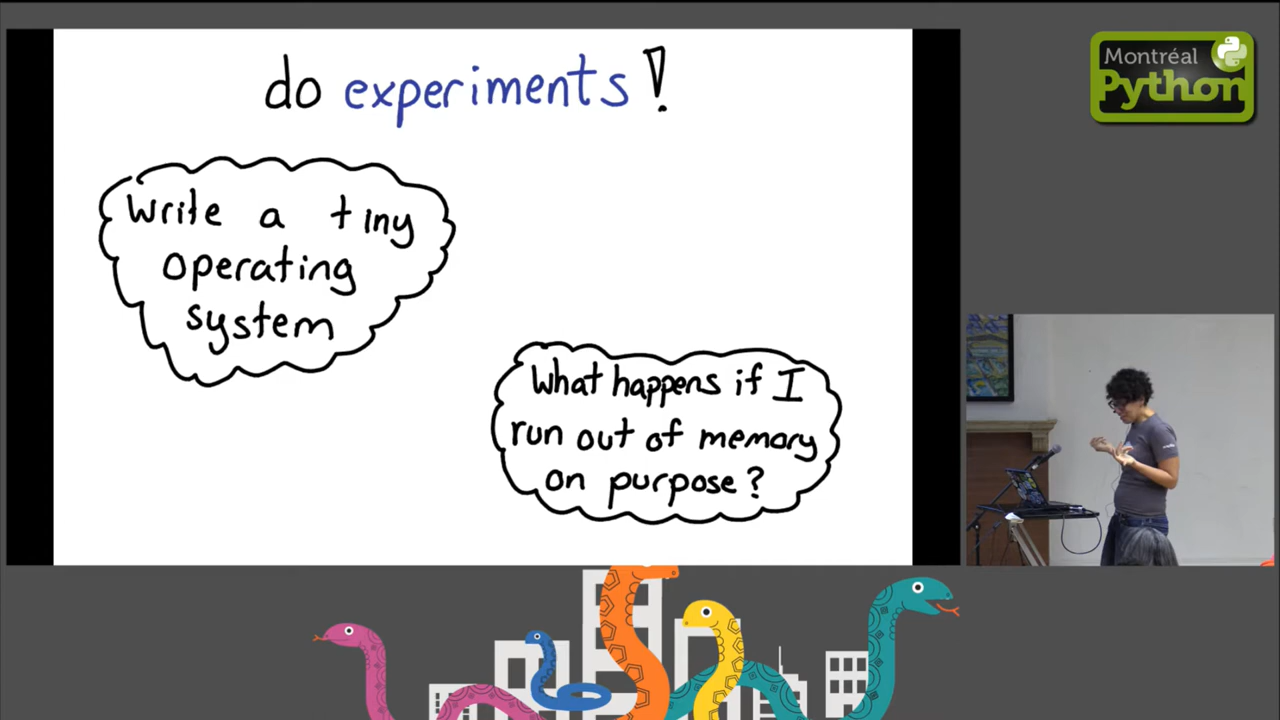 do experiments!
Write a tiny
operating
system
What happens if I
run out of memory
on purpose?
Montréal
Python